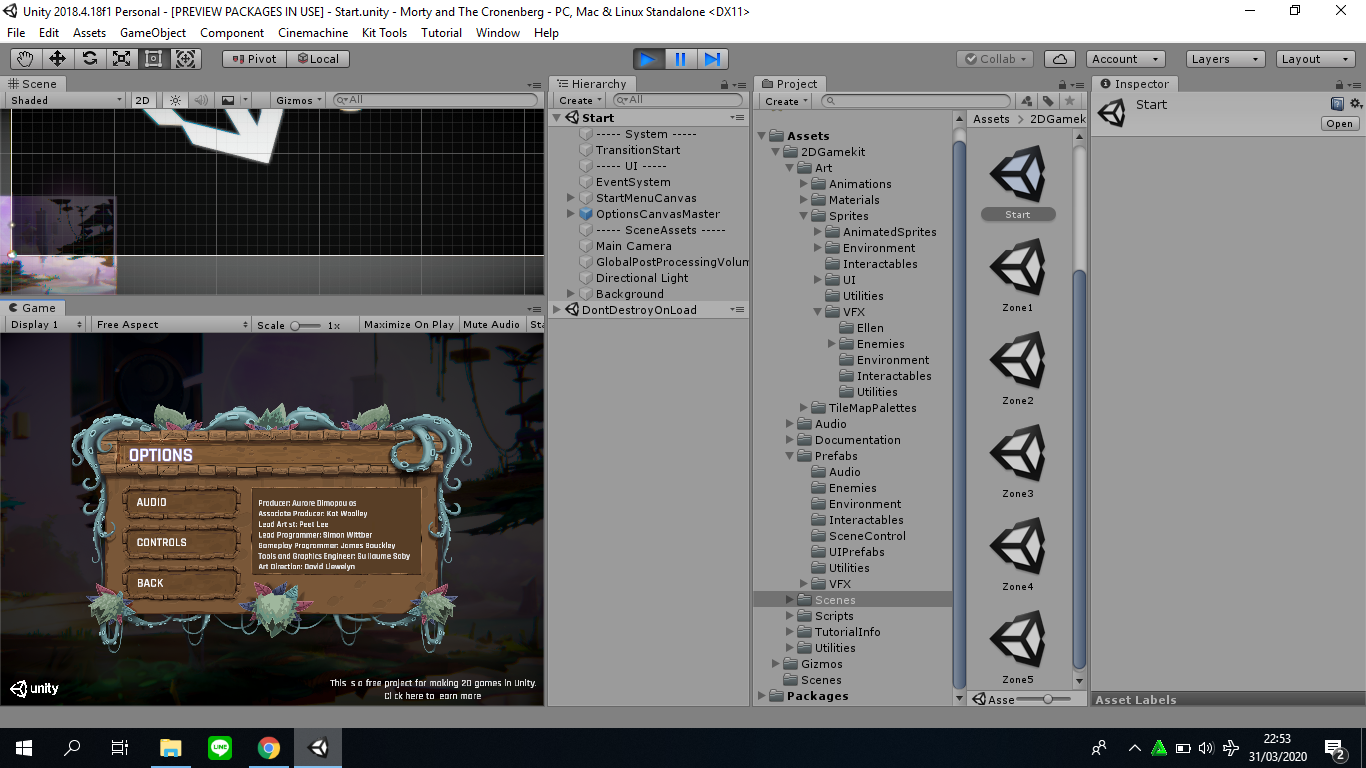 Unity 2018.4.18f1 Personal - [PREVIEW PACKAGES IN USE] - Start.unity - Morty and The Cronenberg - PC, Mac & Linux Standalone <DX11>
File Edit Assets GameObject Component Cinemachine Kit Tools Tutorial Window Help
Pivot Local Collab Account Layers Layout
Scene
Shaded 2D Gizmos All
Game
Display 1 Free Aspect Scale 1x Maximize On Play Mute Audio Sta
OPTIONS
AUDIO
CONTROLS
BACK
Producer: Aurore Dimopoulos
Associate Producer: Kat Woolley
Lead Artist: Peet Lee
Lead Programmer: Simon Wittber
Gameplay Programmer: James Bouckley
Tools and Graphics Engineer: Guillaume Saby
Art Direction: David Llewelyn
unity
This is a free project for making 2D games in Unity.
Click here to learn more
Hierarchy
Create All
Start
----- System -----
TransitionStart
----- UI -----
EventSystem
StartMenuCanvas
OptionsCanvasMaster
----- SceneAssets -----
Main Camera
GlobalPostProcessingVolum
Directional Light
Background
DontDestroyOnLoad
Project
Create
Assets
2DGamekit
Art
Animations
Materials
Sprites
AnimatedSprites
Environment
Interactables
UI
Utilities
VFX
Ellen
Enemies
Environment
Interactables
Utilities
TileMapPalettes
Audio
Documentation
Prefabs
Audio
Enemies
Environment
Interactables
SceneControl
UIPrefabs
Utilities
VFX
Scenes
Scripts
TutorialInfo
Utilities
Gizmos
Scenes
Packages
Assets 2DGamek
Start
Zone1
Zone2
Zone3
Zone4
Zone5
Asse
Inspector
Start
Open
Asset Labels
LINE
22:53
31/03/2020
2